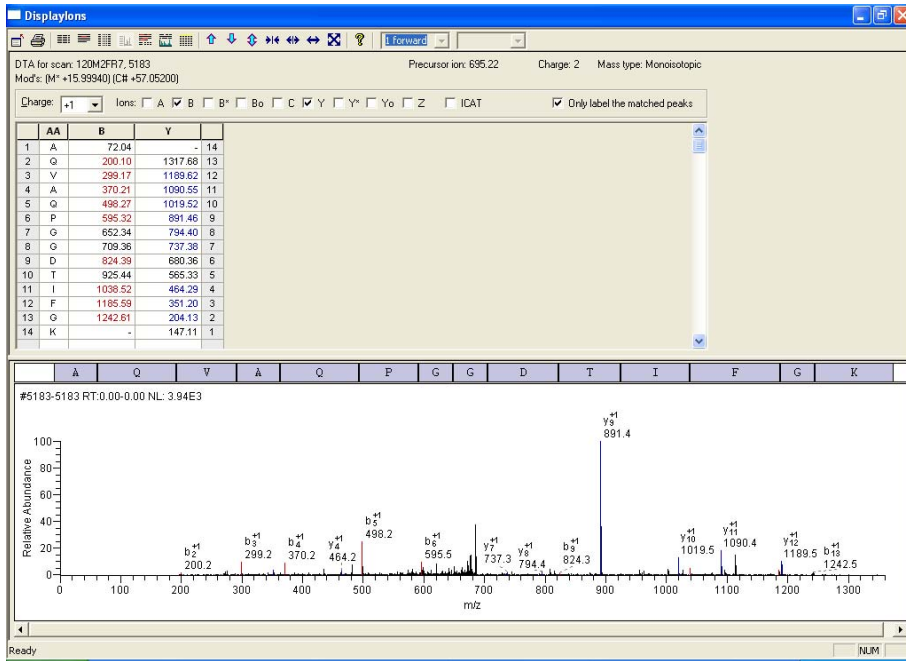 DisplayIons
1 forward
DTA for scan: 120M2FR7, 5183 Precursor ion: 695.22 Charge: 2 Mass type: Monoisotopic
Mod's: (M* +15.99940) (C# +57.05200)
Charge: +1 Ions: A B B* Bo C Y Y* Yo Z ICAT Only label the matched peaks
AA B Y
1 A 72.04 - 14
2 Q 200.10 1317.68 13
3 V 299.17 1189.62 12
4 A 370.21 1090.55 11
5 Q 498.27 1019.52 10
6 P 595.32 891.46 9
7 G 652.34 794.40 8
8 G 709.36 737.38 7
9 D 824.39 680.36 6
10 T 925.44 565.33 5
11 I 1038.52 464.29 4
12 F 1185.59 351.20 3
13 G 1242.61 204.13 2
14 K - 147.11 1
A Q V A Q P G G D T I F G K
#5183-5183 RT:0.00-0.00 NL: 3.94E3
Relative Abundance
100
80
60
40
20
0
y9+1
891.4
b2+1
200.2
b3+1
299.2
b4+1
370.2
y4+1
464.2
b5+1
498.2
b6+1
595.5
y7+1
737.3
y8+1
794.4
b9+1
824.3
y10+1
1019.5
y11+1
1090.4
y12+1
1189.5
b13+1
1242.5
0 100 200 300 400 500 600 700 800 900 1000 1100 1200 1300
m/z
Ready NUM